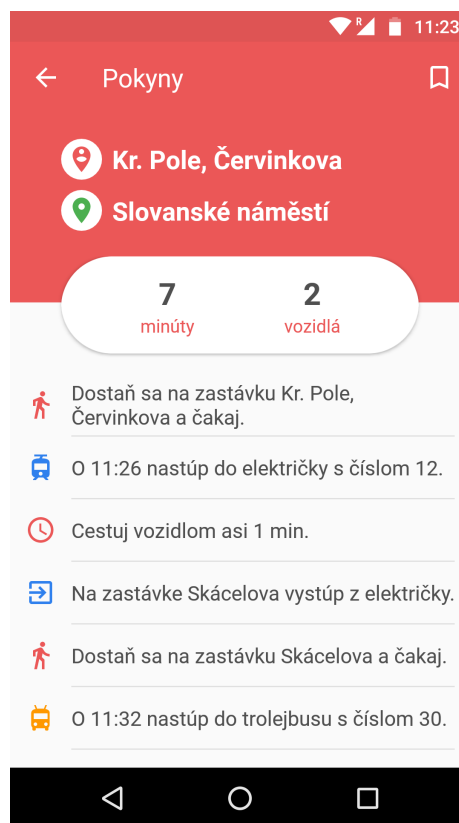 R 11:23
Pokyny
Kr. Pole, Červinkova
Slovanské náměstí
7 2
minúty vozidlá
Dostaň sa na zastávku Kr. Pole,
Červinkova a čakaj.
O 11:26 nastúp do električky s číslom 12.
Cestuj vozidlom asi 1 min.
Na zastávke Skácelova vystúp z električky.
Dostaň sa na zastávku Skácelova a čakaj.
O 11:32 nastúp do trolejbusu s číslom 30.